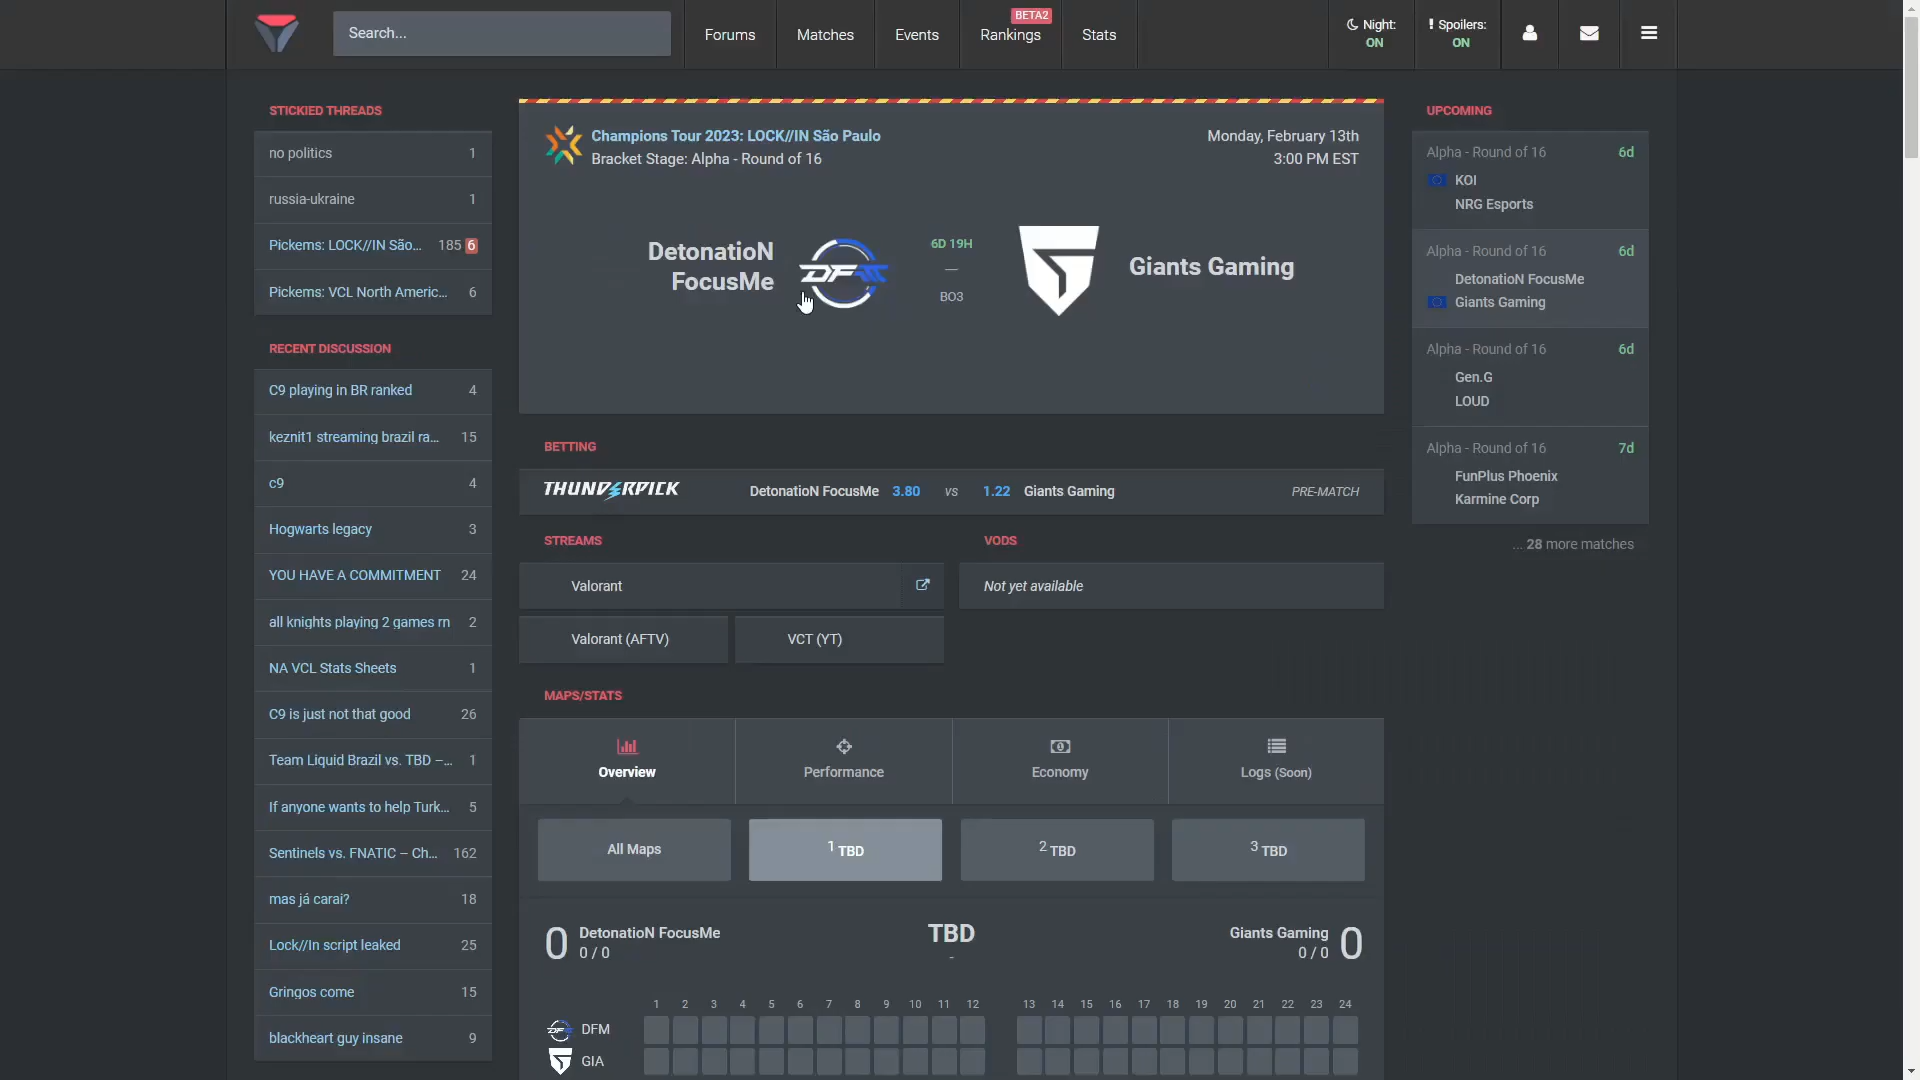 Search...
Forums
Matches
Events
BETA2
Rankings
Stats
Night:
ON
Spoilers:
ON
STICKIED THREADS
no politics 1
russia-ukraine 1
Pickems: LOCK//IN São... 185 6
Pickems: VCL North Americ... 6
RECENT DISCUSSION
C9 playing in BR ranked 4
keznit1 streaming brazil ra... 15
c9 4
Hogwarts legacy 3
YOU HAVE A COMMITMENT 24
all knights playing 2 games rn 2
NA VCL Stats Sheets 1
C9 is just not that good 26
Team Liquid Brazil vs. TBD –... 1
If anyone wants to help Turk... 5
Sentinels vs. FNATIC – Ch... 162
mas já carai? 18
Lock//In script leaked 25
Gringos come 15
blackheart guy insane 9
Champions Tour 2023: LOCK//IN São Paulo
Bracket Stage: Alpha - Round of 16
Monday, February 13th
3:00 PM EST
DetonatioN
FocusMe
DFM
6D 19H
—
BO3
Giants Gaming
BETTING
THUNDERPICK
DetonatioN FocusMe 3.80 vs 1.22 Giants Gaming
PRE-MATCH
STREAMS
Valorant
Valorant (AFTV)
VCT (YT)
VODS
Not yet available
MAPS/STATS
Overview
Performance
Economy
Logs (Soon)
All Maps
1 TBD
2 TBD
3 TBD
0 DetonatioN FocusMe
0 / 0
TBD
-
Giants Gaming 0
0 / 0
1 2 3 4 5 6 7 8 9 10 11 12 13 14 15 16 17 18 19 20 21 22 23 24
DFM
GIA
UPCOMING
Alpha - Round of 16 6d
KOI
NRG Esports
Alpha - Round of 16 6d
DetonatioN FocusMe
Giants Gaming
Alpha - Round of 16 6d
Gen.G
LOUD
Alpha - Round of 16 7d
FunPlus Phoenix
Karmine Corp
... 28 more matches